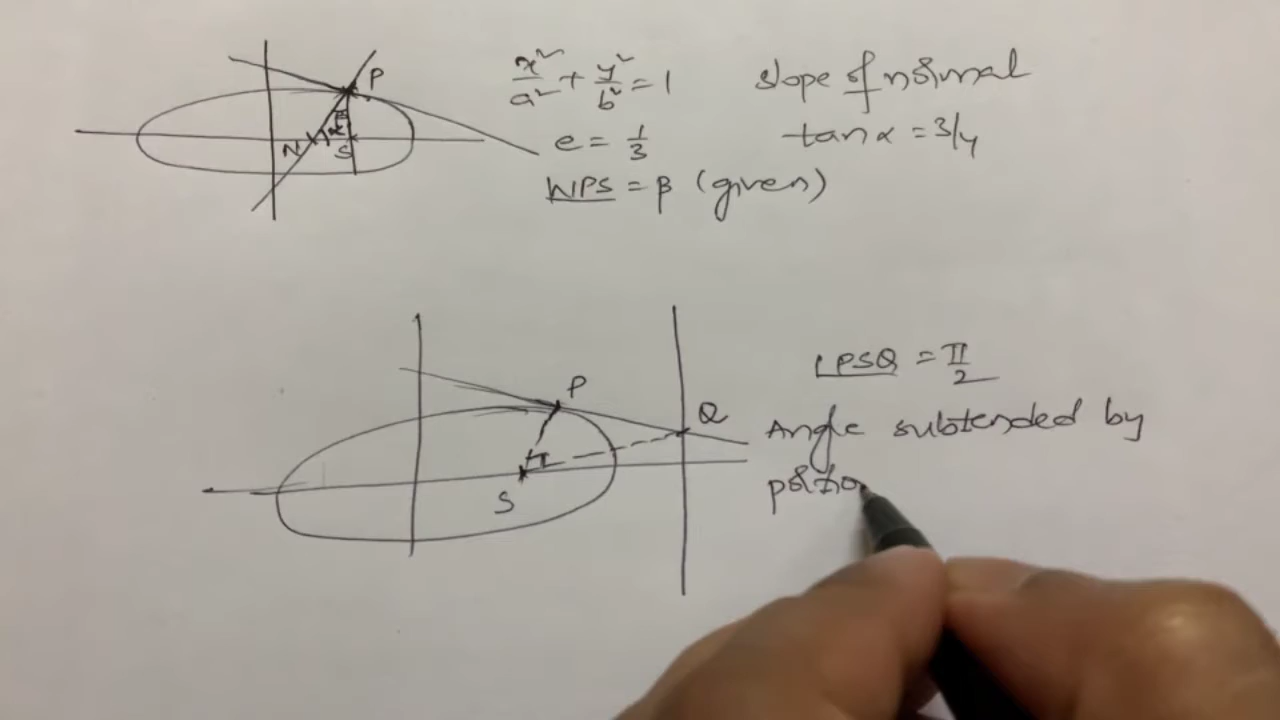 P
x²/a² + y²/b² = 1
slope of normal
e = 1/3
tan α = 3/4
N
α
S
∠NPS = β (given)
∠PSQ = π/2
P
Q
Angle subtended by
S
portio